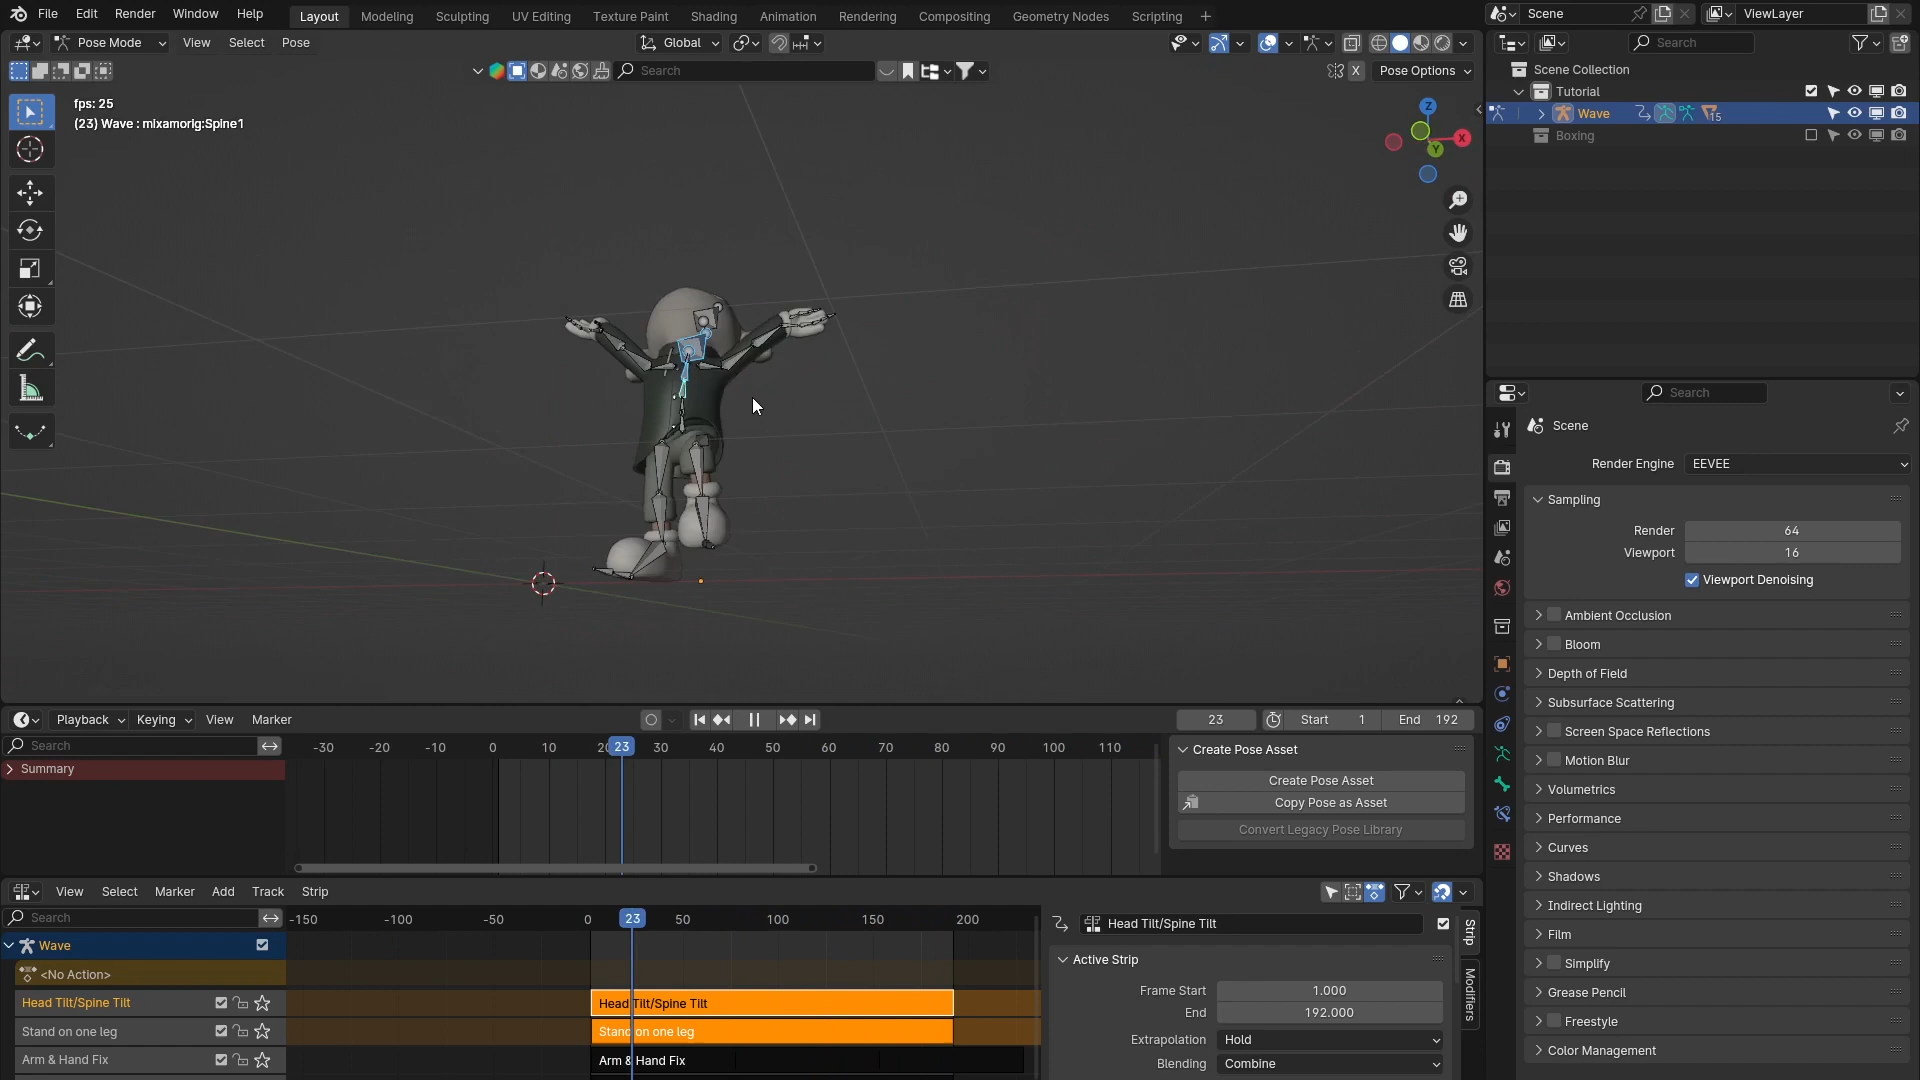 File Edit Render Window Help Layout Modeling Sculpting UV Editing Texture Paint Shading Animation Rendering Compositing Geometry Nodes Scripting + Scene ViewLayer
Pose Mode View Select Pose Global Search
Search X Pose Options
fps: 25
(23) Wave : mixamorig:Spine1
Z
X
Y
Scene Collection
Tutorial
Wave 15
Boxing
Search
Scene
Render Engine EEVEE
Sampling
Render 64
Viewport 16
Viewport Denoising
Ambient Occlusion
Bloom
Depth of Field
Subsurface Scattering
Screen Space Reflections
Motion Blur
Volumetrics
Performance
Curves
Shadows
Indirect Lighting
Film
Simplify
Grease Pencil
Freestyle
Color Management
Playback Keying View Marker 23 Start 1 End 192
Search -30 -20 -10 0 10 20 23 30 40 50 60 70 80 90 100 110
Summary
Create Pose Asset
Create Pose Asset
Copy Pose as Asset
Convert Legacy Pose Library
View Select Marker Add Track Strip
Search -150 -100 -50 0 23 50 100 150 200
Wave
<No Action>
Head Tilt/Spine Tilt Head Tilt/Spine Tilt
Stand on one leg Stand on one leg
Arm & Hand Fix Arm & Hand Fix
Head Tilt/Spine Tilt
Active Strip
Frame Start 1.000
End 192.000
Extrapolation Hold
Blending Combine
Strip
Modifiers